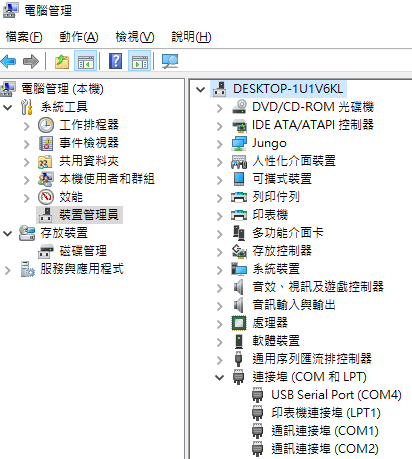 電腦管理
檔案(F) 動作(A) 檢視(V) 說明(H)
電腦管理 (本機)
系統工具
工作排程器
事件檢視器
共用資料夾
本機使用者和群組
效能
裝置管理員
存放裝置
磁碟管理
服務與應用程式
DESKTOP-1U1V6KL
DVD/CD-ROM 光碟機
IDE ATA/ATAPI 控制器
Jungo
人性化介面裝置
可攜式裝置
列印佇列
印表機
多功能介面卡
存放控制器
系統裝置
音效、視訊及遊戲控制器
音訊輸入與輸出
處理器
軟體裝置
通用序列匯流排控制器
連接埠 (COM 和 LPT)
USB Serial Port (COM4)
印表機連接埠 (LPT1)
通訊連接埠 (COM1)
通訊連接埠 (COM2)